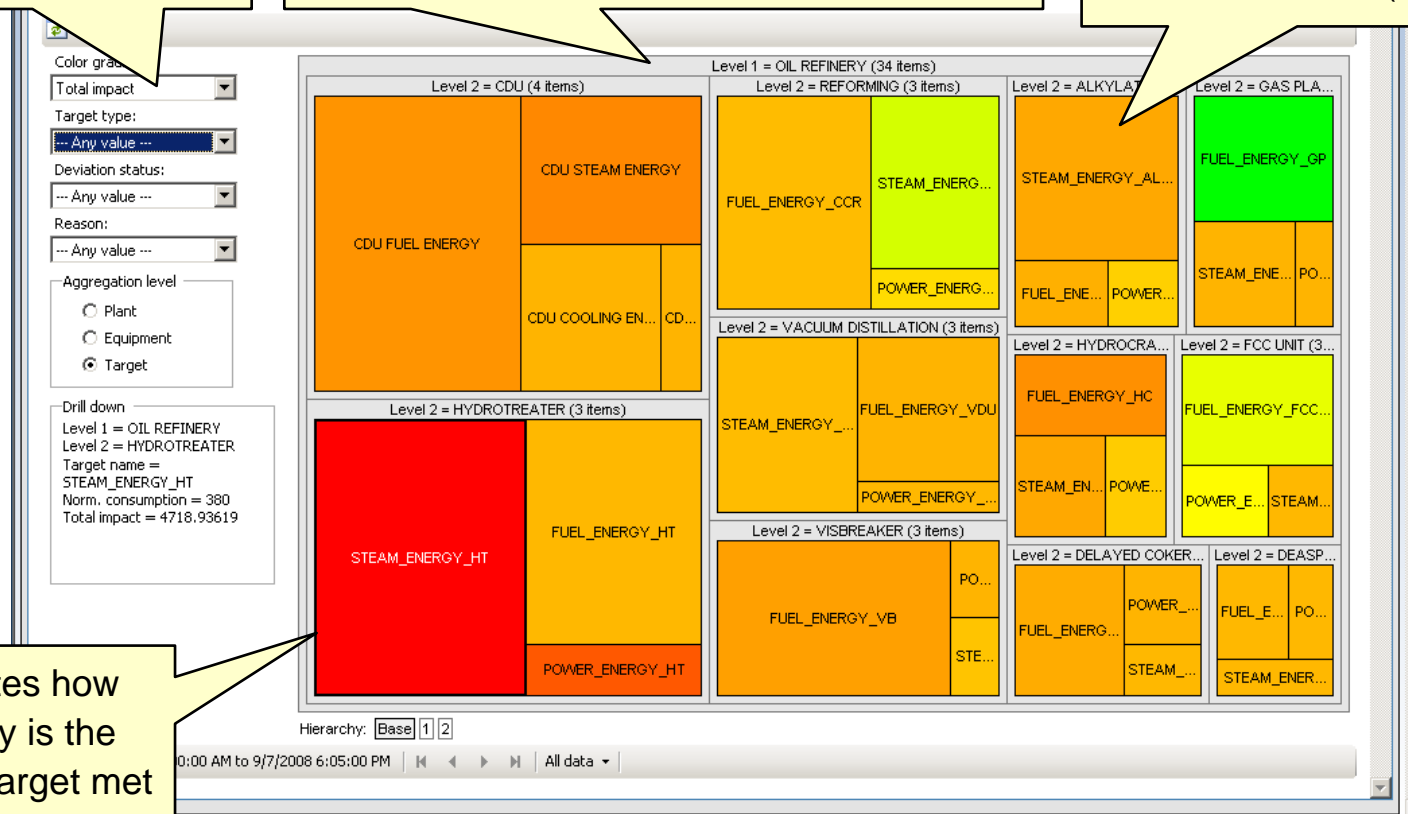 Total impact
Target type:
--- Any value ---
Deviation status:
--- Any value ---
Reason:
--- Any value ---
Aggregation level
Plant
Equipment
Target
Drill down
Level 1 = OIL REFINERY
Level 2 = HYDROTREATER
Target name =
STEAM_ENERGY_HT
Norm. consumption = 380
Total impact = 4718.93619
Level 1 = OIL REFINERY (34 items)
Level 2 = CDU (4 items)
CDU FUEL ENERGY
CDU STEAM ENERGY
CDU COOLING EN...
CD...
Level 2 = HYDROTREATER (3 items)
STEAM_ENERGY_HT
FUEL_ENERGY_HT
POWER_ENERGY_HT
Level 2 = REFORMING (3 items)
FUEL_ENERGY_CCR
STEAM_ENERG...
POWER_ENERG...
Level 2 = VACUUM DISTILLATION (3 items)
STEAM_ENERGY_...
FUEL_ENERGY_VDU
POWER_ENERGY_...
Level 2 = VISBREAKER (3 items)
FUEL_ENERGY_VB
PO...
STE...
Level 2 = ALKYLAT
STEAM_ENERGY_AL...
FUEL_ENE...
POWER...
Level 2 = GAS PLA...
FUEL_ENERGY_GP
STEAM_ENE...
PO...
Level 2 = HYDROCRA...
FUEL_ENERGY_HC
STEAM_EN...
POWE...
Level 2 = FCC UNIT (3...
FUEL_ENERGY_FCC...
POWER_E...
STEAM...
Level 2 = DELAYED COKER...
FUEL_ENERG...
POWER_...
STEAM_...
Level 2 = DEASP...
FUEL_E...
PO...
STEAM_ENER...
Hierarchy: Base 1 2
0:00 AM to 9/7/2008 6:05:00 PM All data
tes how
y is the
arget met